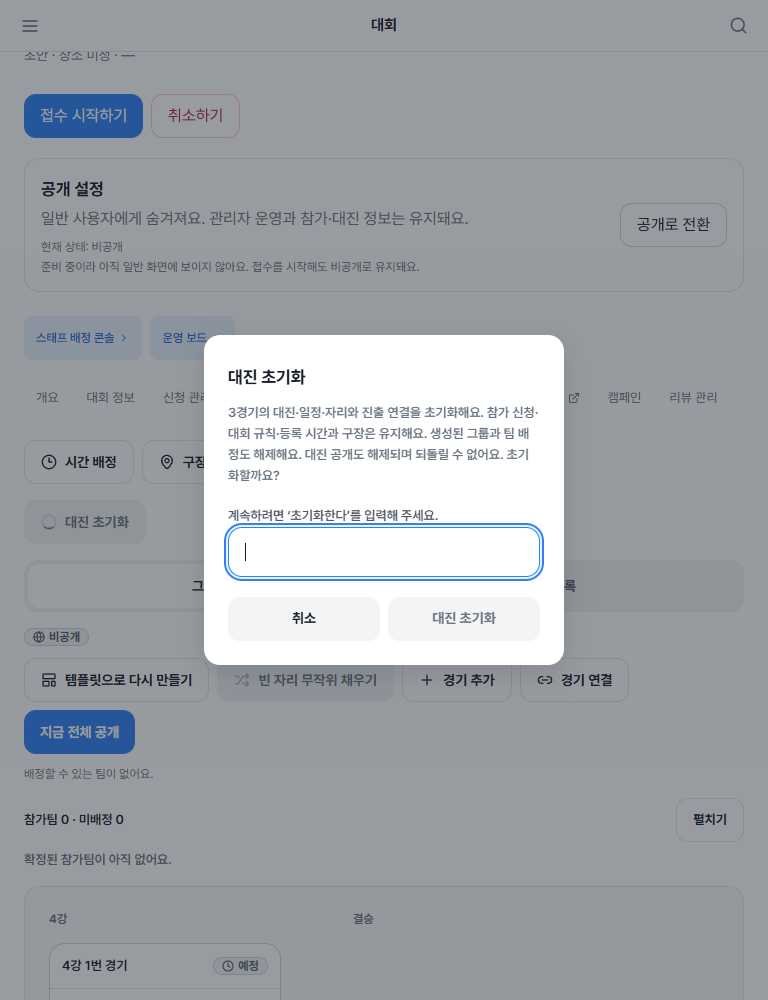 대회
초안 · 장소 미정 · —
접수 시작하기
취소하기
공개 설정
일반 사용자에게 숨겨져요. 관리자 운영과 참가·대진 정보는 유지돼요.
현재 상태: 비공개
준비 중이라 아직 일반 화면에 보이지 않아요. 접수를 시작해도 비공개로 유지돼요.
공개로 전환
스태프 배정 콘솔
운영 보드
개요
대회 정보
신청 관리
캠페인
리뷰 관리
시간 배정
구장
대진 초기화
대진 초기화
3경기의 대진·일정·자리와 진출 연결을 초기화해요. 참가 신청·
대회 규칙·등록 시간과 구장은 유지해요. 생성된 그룹과 팀 배
정도 해제해요. 대진 공개도 해제되며 되돌릴 수 없어요. 초기
화할까요?
계속하려면 ‘초기화한다’를 입력해 주세요.
취소
대진 초기화
그
록
비공개
템플릿으로 다시 만들기
빈 자리 무작위 채우기
경기 추가
경기 연결
지금 전체 공개
배정할 수 있는 팀이 없어요.
참가팀 0 · 미배정 0
펼치기
확정된 참가팀이 아직 없어요.
4강
결승
4강 1번 경기
예정